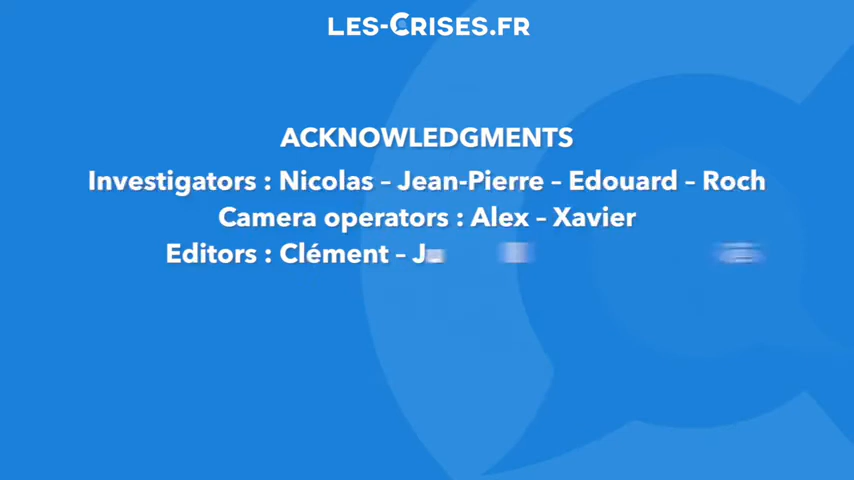 LES-CRISES.FR
ACKNOWLEDGMENTS
Investigators : Nicolas – Jean-Pierre – Edouard – Roch
Camera operators : Alex – Xavier
Editors : Clément –